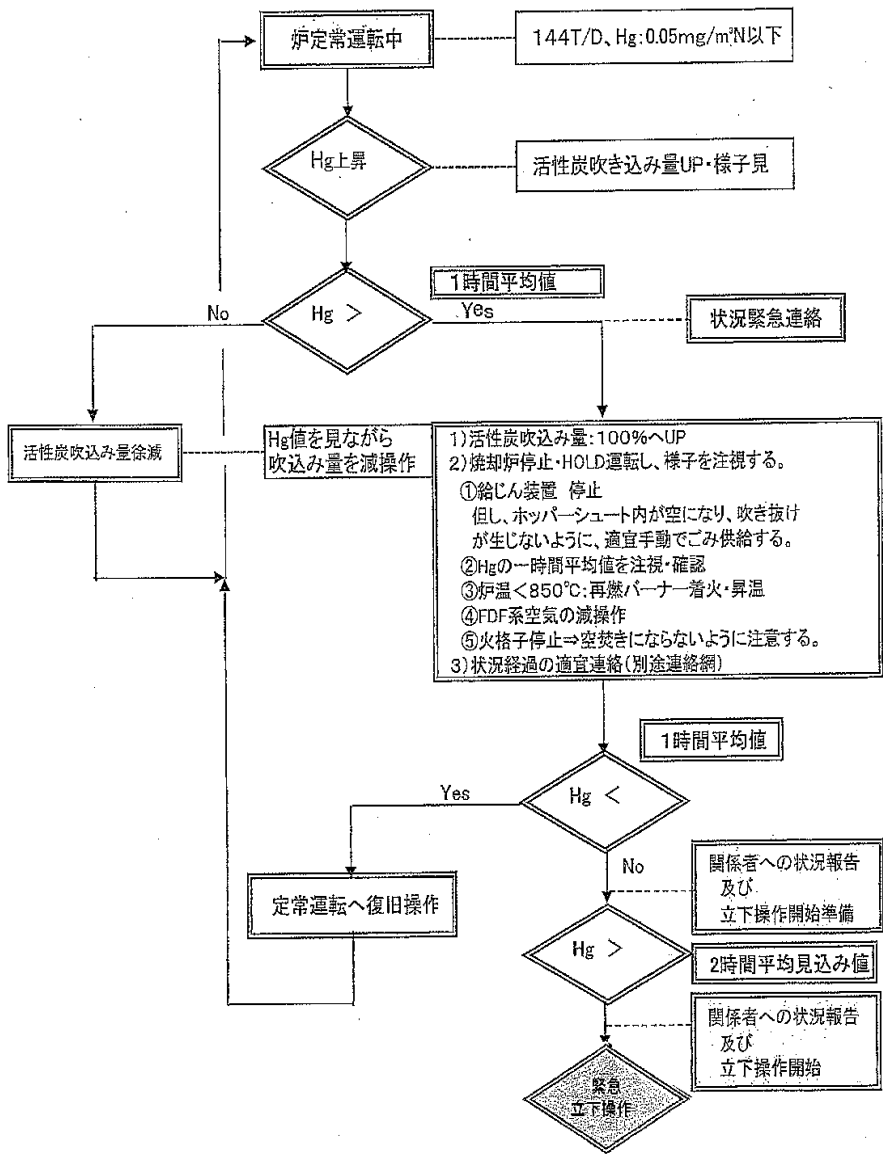 炉定常運転中
144T/D、Hg:0.05mg/m³N以下
Hg上昇
活性炭吹き込み量UP・様子見
1時間平均値
Hg ＞
No
Yes
状況緊急連絡
活性炭吹込み量徐減
Hg値を見ながら
吹込み量を減操作
1)活性炭吹込み量:100%へUP
2)焼却炉停止・HOLD運転し、様子を注視する。
①給じん装置 停止
但し、ホッパーシュート内が空になり、吹き抜け
が生じないように、適宜手動でごみ供給する。
②Hgの一時間平均値を注視・確認
③炉温＜850℃:再燃バーナー着火・昇温
④FDF系空気の減操作
⑤火格子停止⇒空焚きにならないように注意する。
3)状況経過の適宜連絡(別途連絡網)
1時間平均値
Hg ＜
Yes
No
定常運転へ復旧操作
関係者への状況報告
及び
立下操作開始準備
Hg ＞
2時間平均見込み値
関係者への状況報告
及び
立下操作開始
緊急
立下操作